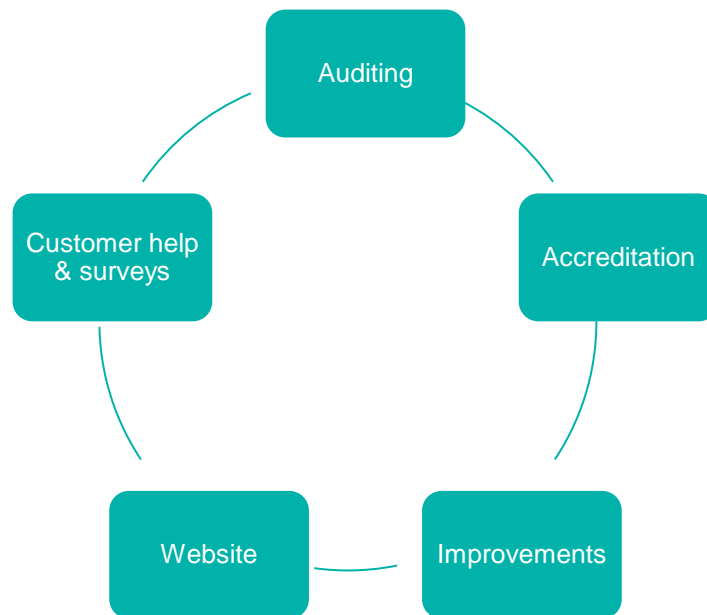 Auditing
Customer help
& surveys
Accreditation
Website
Improvements